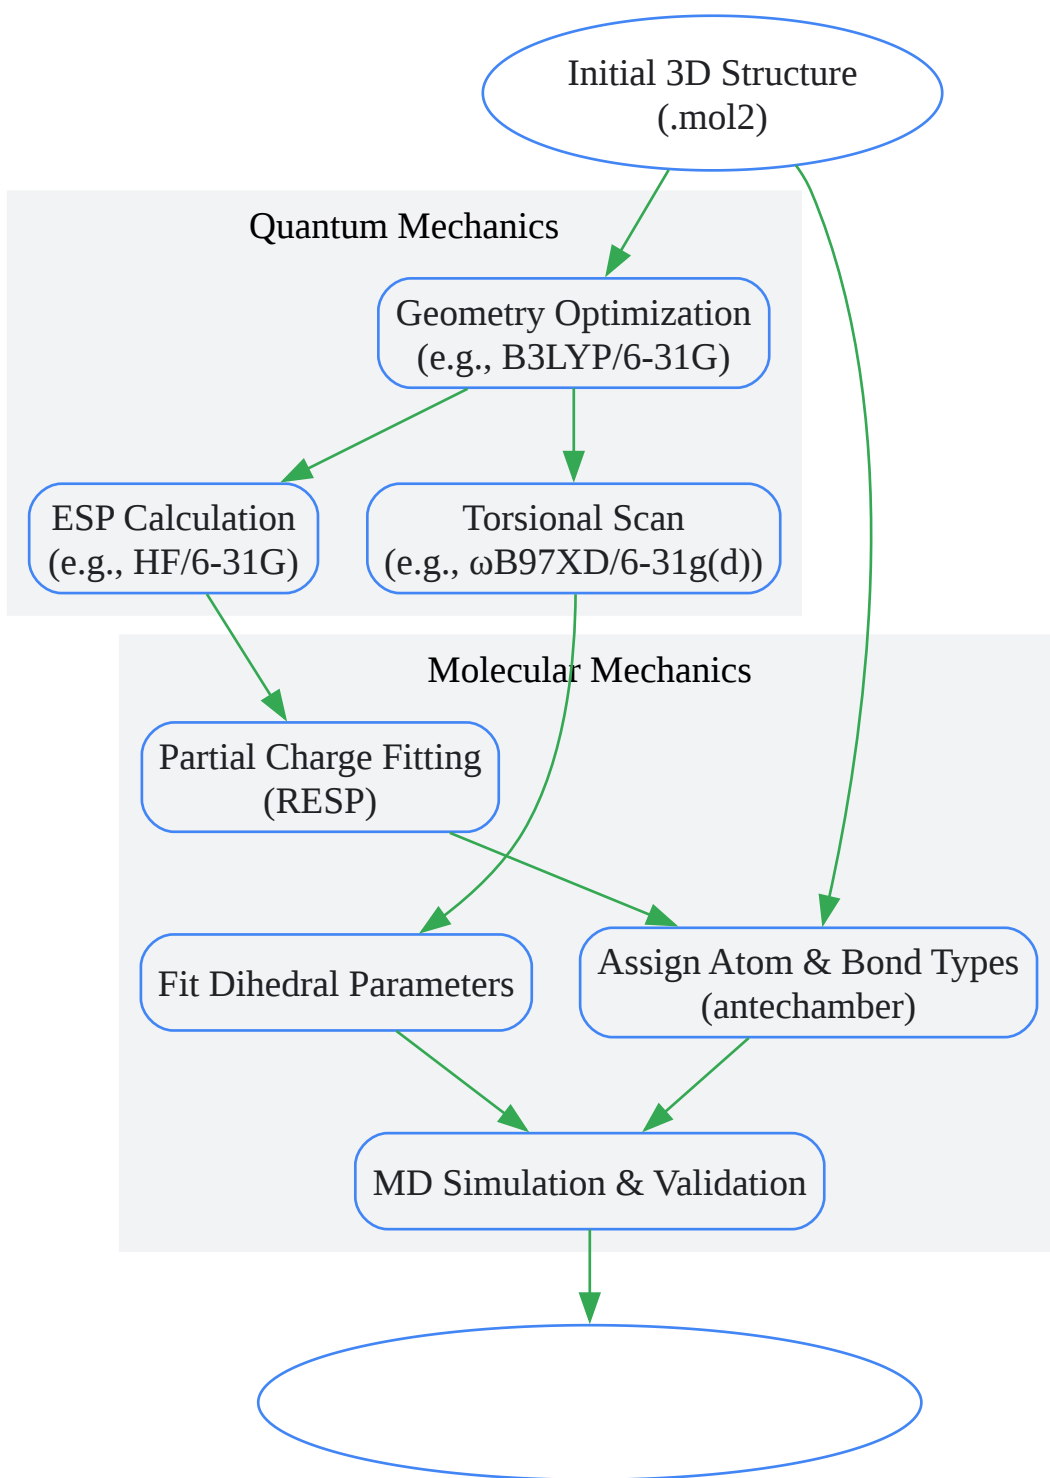 Initial 3D Structure
(.mol2)
Quantum Mechanics
Geometry Optimization
(e.g., B3LYP/6-31G)
ESP Calculation
(e.g., HF/6-31G)
Torsional Scan
(e.g., ωB97XD/6-31g(d))
Molecular Mechanics
Partial Charge Fitting
(RESP)
Fit Dihedral Parameters
Assign Atom & Bond Types
(antechamber)
MD Simulation & Validation